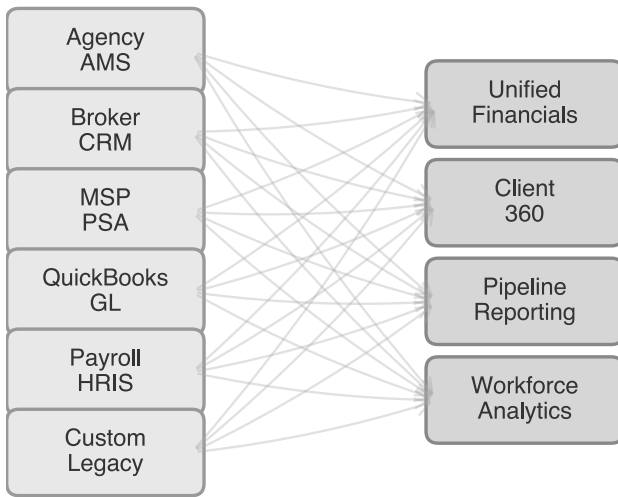 Agency
AMS
Broker
CRM
MSP
PSA
QuickBooks
GL
Payroll
HRIS
Custom
Legacy
Unified
Financials
Client
360
Pipeline
Reporting
Workforce
Analytics